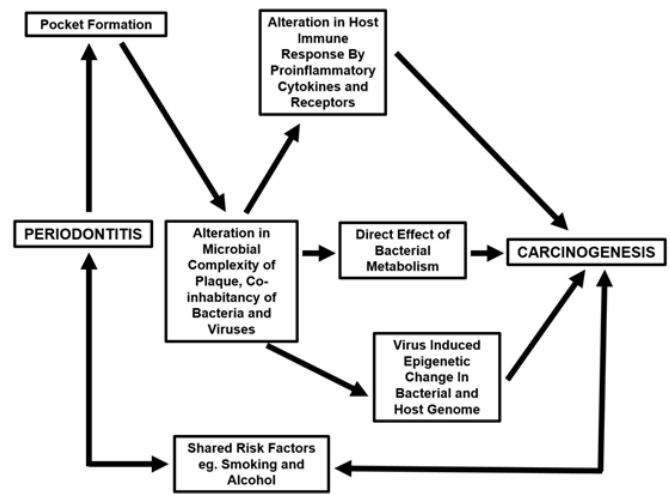 Pocket Formation
Alteration in Host
Immune
Response By
Proinflammatory
Cytokines and
Receptors
PERIODONTITIS
Alteration in
Microbial
Complexity of
Plaque, Co-
inhabitancy of
Bacteria and
Viruses
Direct Effect of
Bacterial
Metabolism
CARCINOGENESIS
Virus Induced
Epigenetic
Change In
Bacterial and
Host Genome
Shared Risk Factors
eg. Smoking and
Alcohol